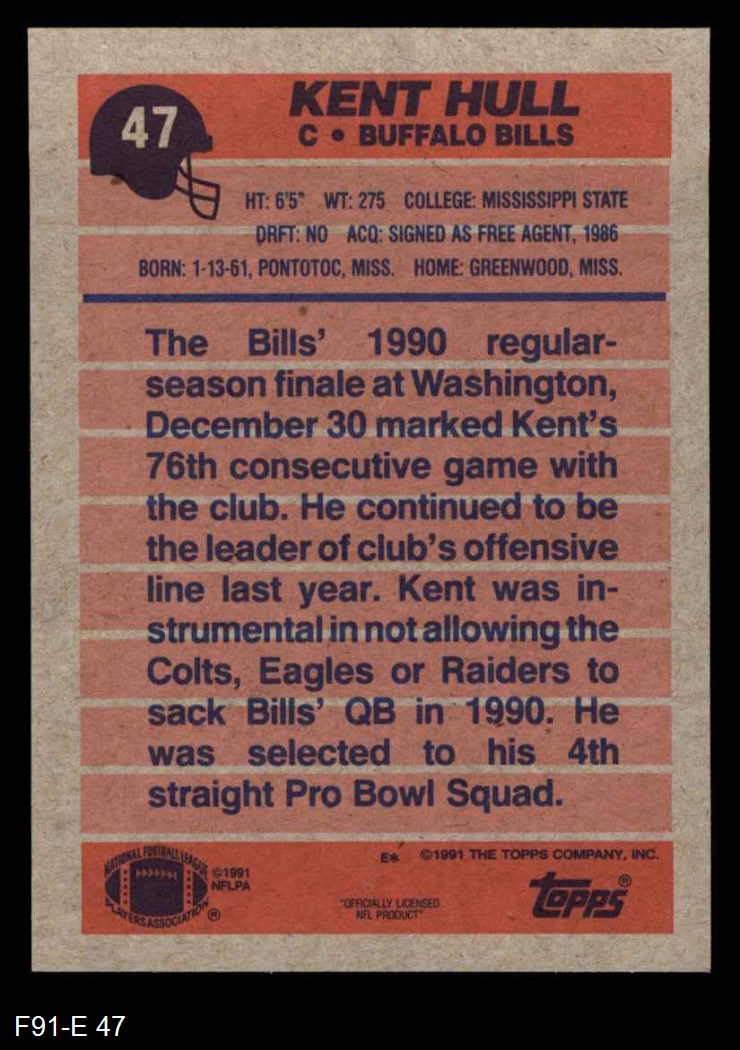 47
KENT HULL
C • BUFFALO BILLS
HT: 6'5" WT: 275 COLLEGE: MISSISSIPPI STATE
DRFT: NO ACQ: SIGNED AS FREE AGENT, 1986
BORN: 1-13-61, PONTOTOC, MISS. HOME: GREENWOOD, MISS.
The Bills' 1990 regular-
season finale at Washington,
December 30 marked Kent's
76th consecutive game with
the club. He continued to be
the leader of club's offensive
line last year. Kent was in-
strumental in not allowing the
Colts, Eagles or Raiders to
sack Bills' QB in 1990. He
was selected to his 4th
straight Pro Bowl Squad.
NATIONAL FOOTBALL LEAGUE
PLAYERS ASSOCIATION ®
©1991
NFLPA
E* ©1991 THE TOPPS COMPANY, INC.
"OFFICIALLY LICENSED
NFL PRODUCT"
topps®
F91-E 47